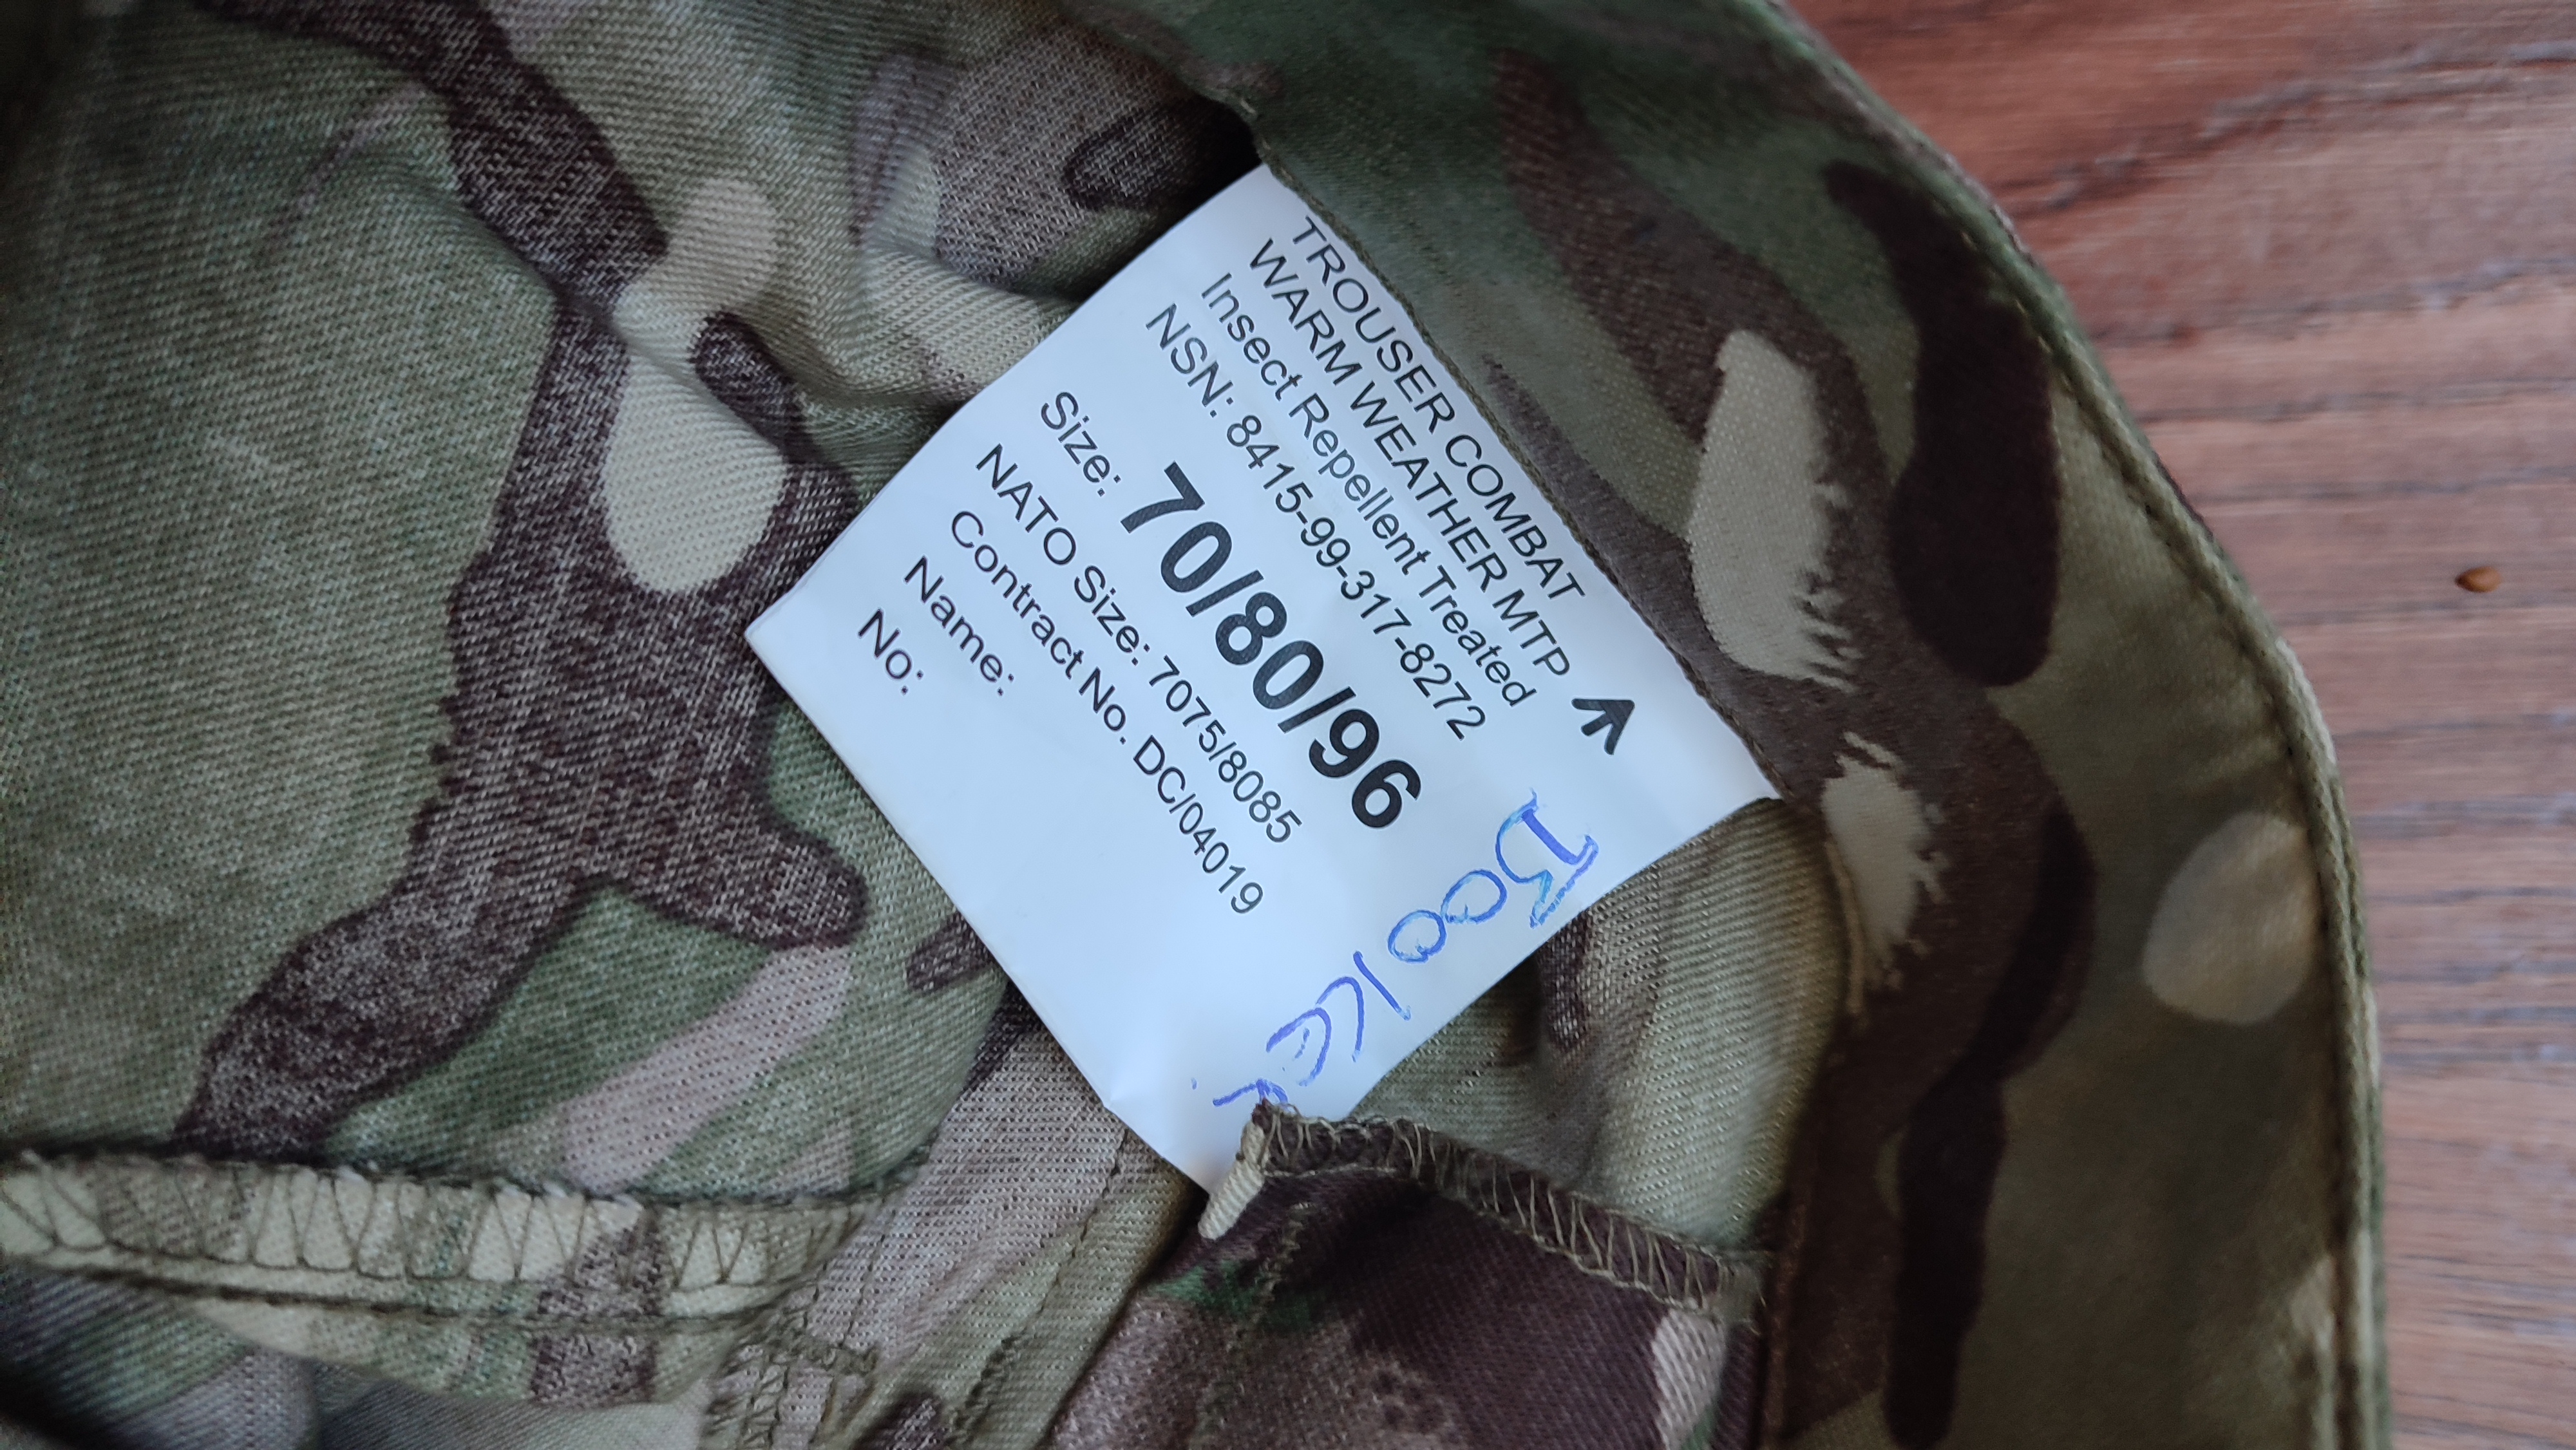 TROUSER COMBAT
WARM WEATHER MTP
Insect Repellent Treated
NSN: 8415-99-317-8272
Size: 70/80/96
NATO Size: 7075/8085
Contract No. DC/04019
Name:
No: